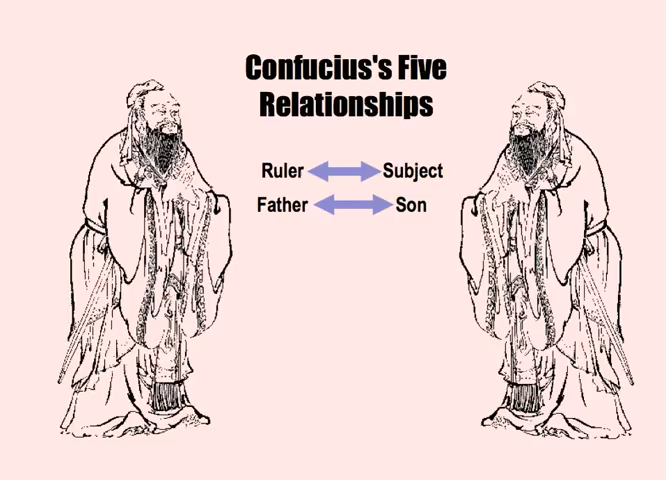 Confucius's Five
Relationships
Ruler Subject
Father Son